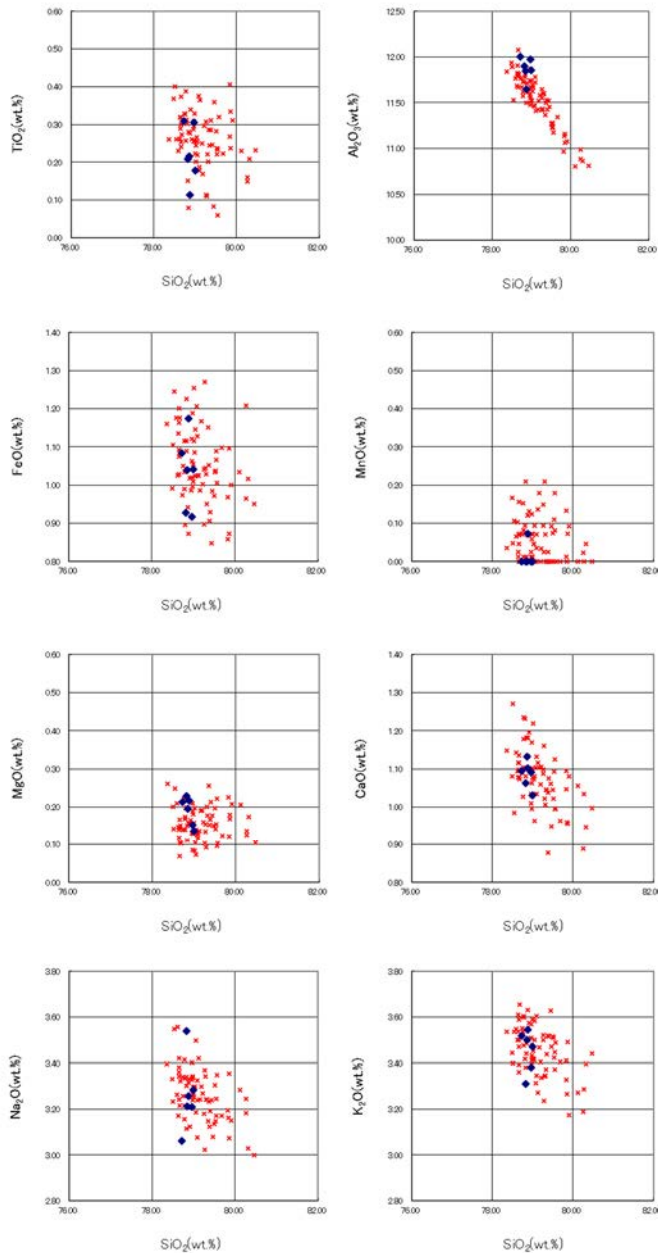 0.60 12.50
0.50 12.00
0.40
0.30 11.50
0.20 11.00
0.10 10.50
0.00 10.00
76.00 78.00 80.00 82.00 76.00 78.00 80.00 82.00
TiO2(wt.%) Al2O3(wt.%)
SiO2(wt.%) SiO2(wt.%)
1.40 0.60
1.30 0.50
1.20 0.40
1.10 0.30
1.00 0.20
0.90 0.10
0.80 0.00
76.00 78.00 80.00 82.00 76.00 78.00 80.00 82.00
FeO(wt.%) MnO(wt.%)
SiO2(wt.%) SiO2(wt.%)
0.60 1.40
0.50 1.30
0.40 1.20
0.30 1.10
0.20 1.00
0.10 0.90
0.00 0.80
76.00 78.00 80.00 82.00 76.00 78.00 80.00 82.00
MgO(wt.%) CaO(wt.%)
SiO2(wt.%) SiO2(wt.%)
3.80 3.80
3.60 3.60
3.40 3.40
3.20 3.20
3.00 3.00
2.80 2.80
76.00 78.00 80.00 82.00 76.00 78.00 80.00 82.00
Na2O(wt.%) K2O(wt.%)
SiO2(wt.%) SiO2(wt.%)